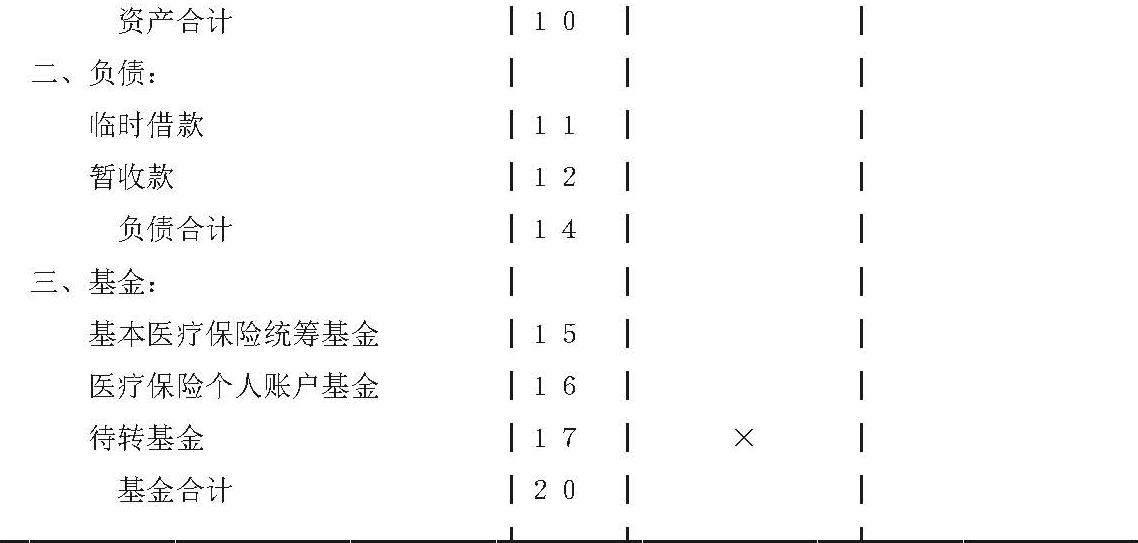 资产合计 | 10 | |
二、负债： | | |
临时借款 | 11 | |
暂收款 | 12 | |
负债合计 | 14 | |
三、基金： | | |
基本医疗保险统筹基金 | 15 | |
医疗保险个人账户基金 | 16 | |
待转基金 | 17 | × |
基金合计 | 20 | |